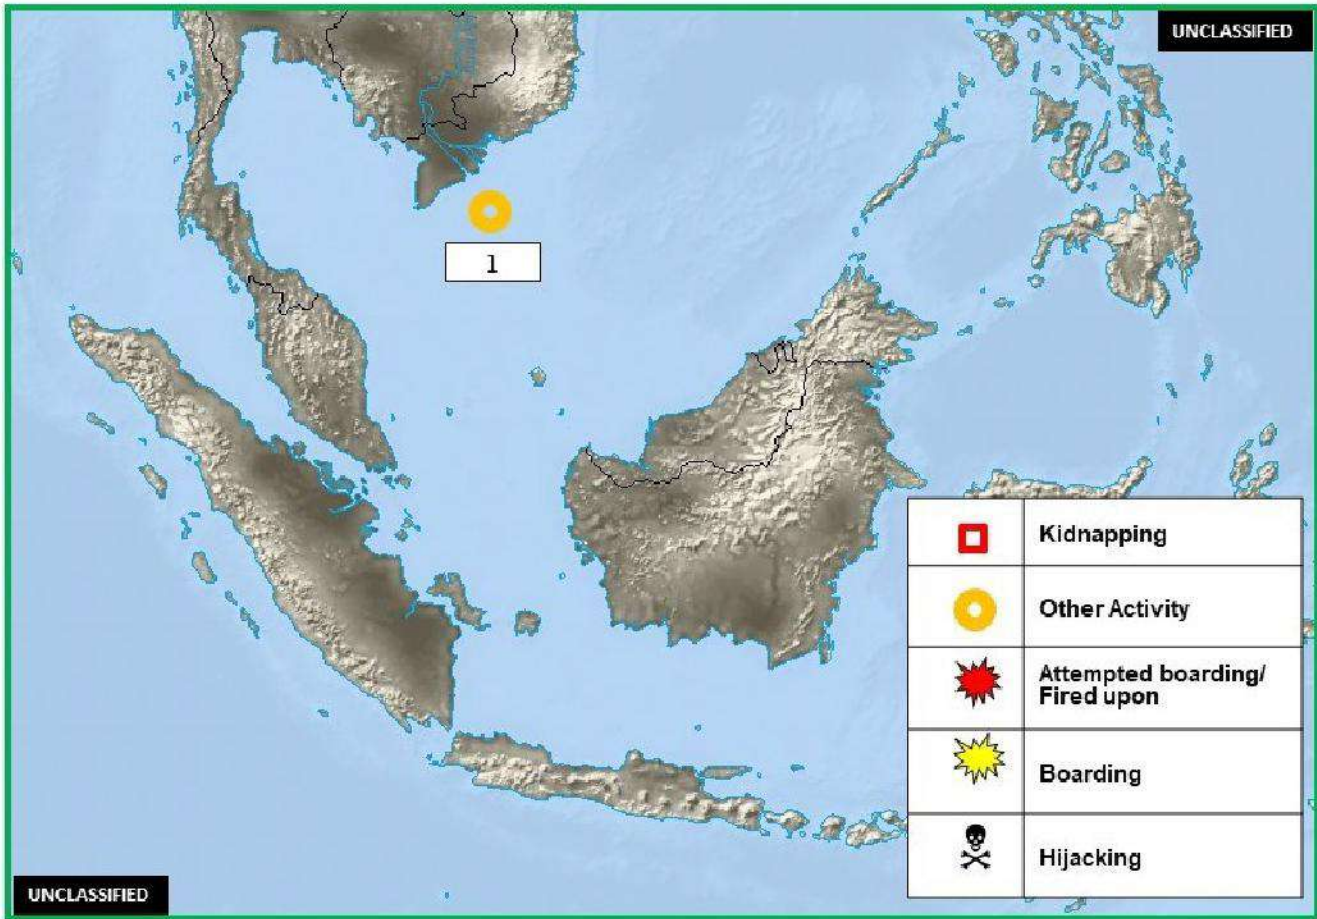 UNCLASSIFIED
1
Kidnapping
Other Activity
Attempted boarding/
Fired upon
Boarding
Hijacking
UNCLASSIFIED